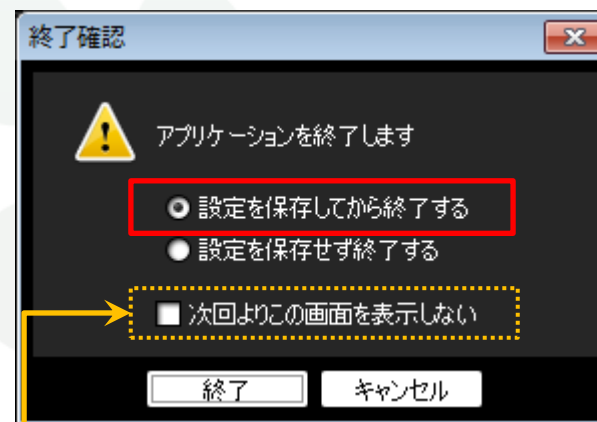 終了確認
アプリケーションを終了します
設定を保存してから終了する
設定を保存せず終了する
次回よりこの画面を表示しない
終了
キャンセル